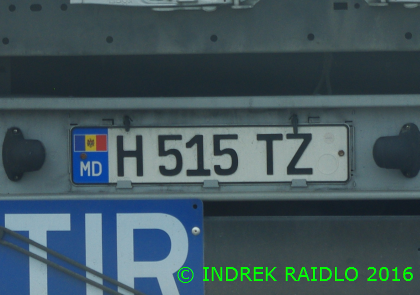 MD H 515 TZ
TIR
© INDREK RAIDLO 2016